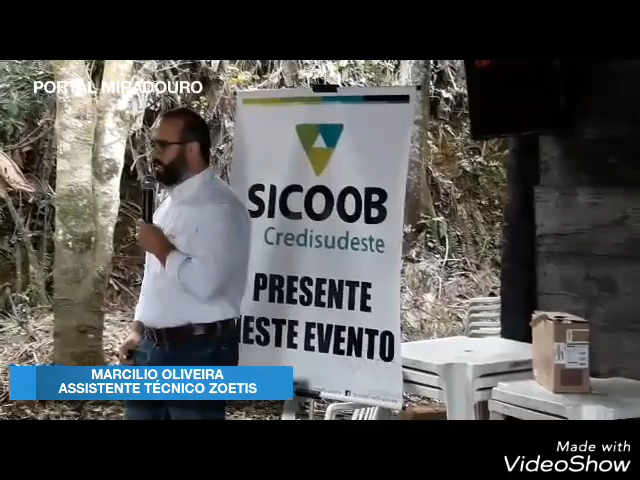 PORTAL MIRADOURO
SICOOB
Credisudeste
PRESENTE
NESTE EVENTO
MARCILIO OLIVEIRA
ASSISTENTE TÉCNICO ZOETIS
Made with
VideoShow